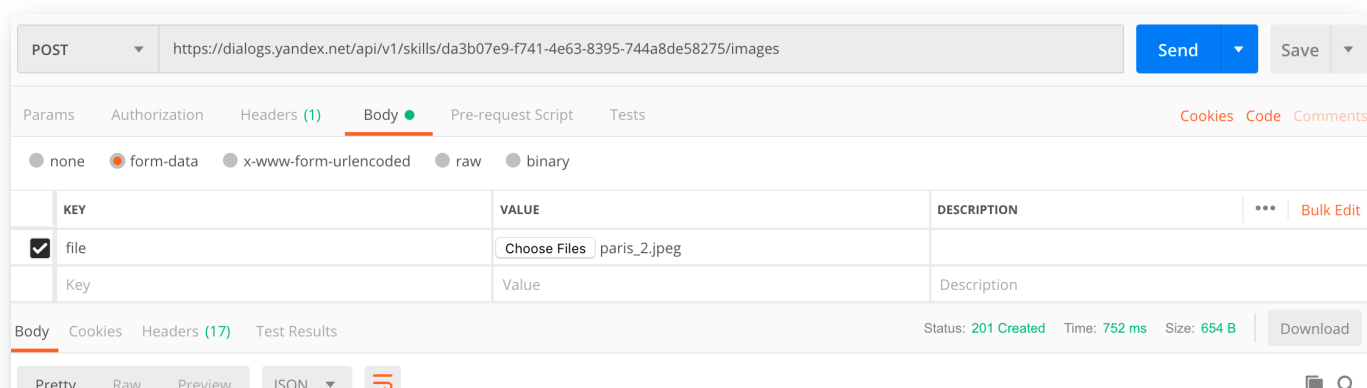 POST https://dialogs.yandex.net/api/v1/skills/da3b07e9-f741-4e63-8395-744a8de58275/images Send Save
Params Authorization Headers (1) Body Pre-request Script Tests Cookies Code Comments
none form-data x-www-form-urlencoded raw binary
KEY VALUE DESCRIPTION ••• Bulk Edit
file Choose Files paris_2.jpeg
Key Value Description
Body Cookies Headers (17) Test Results Status: 201 Created Time: 752 ms Size: 654 B Download
Pretty Raw Preview JSON